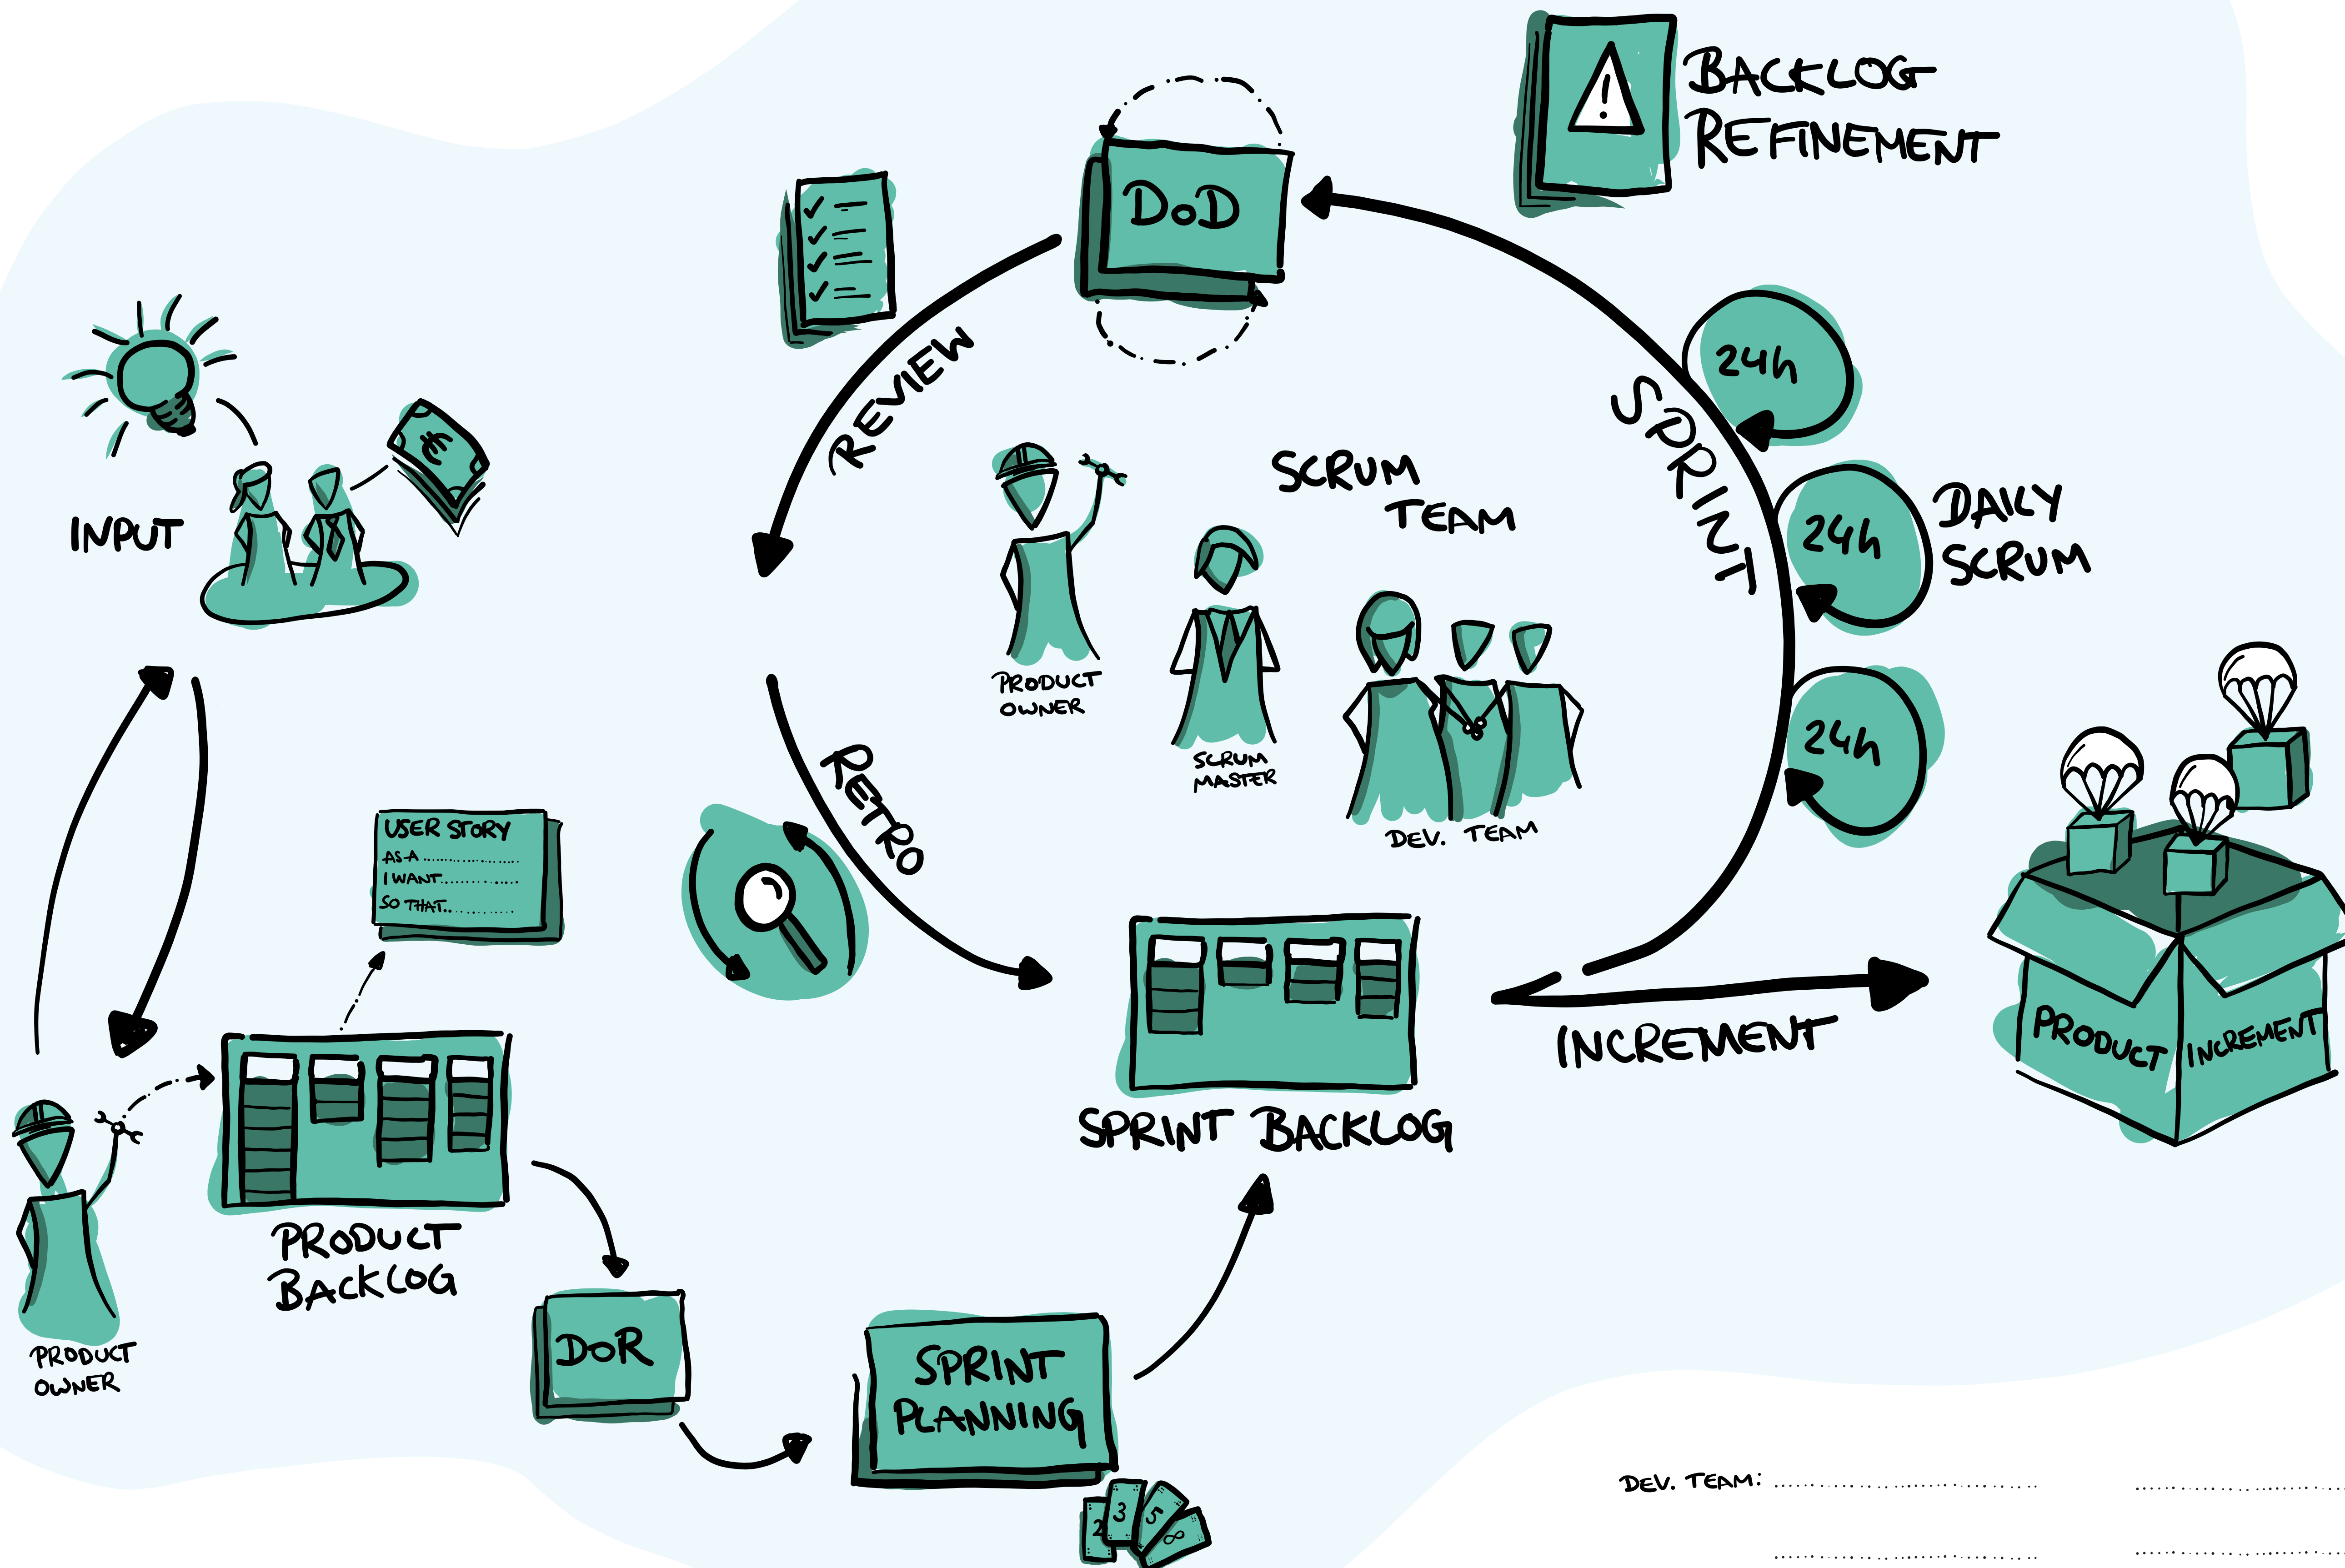 BACKLOG
REFINEMENT
DoD
REVIEW
24h
SPRINT
INPUT
€
SCRUM
TEAM
24h
DAILY
SCRUM
PRODUCT
OWNER
SCRUM
MASTER
24h
DEV. TEAM
RETRO
USER STORY
AS A ....................
I WANT ....................
SO THAT ....................
PRODUCT
INCREMENT
INCREMENT
SPRINT BACKLOG
PRODUCT
BACKLOG
PRODUCT
OWNER
DoR
SPRINT
PLANNING
2
3
5
∞
DEV. TEAM: